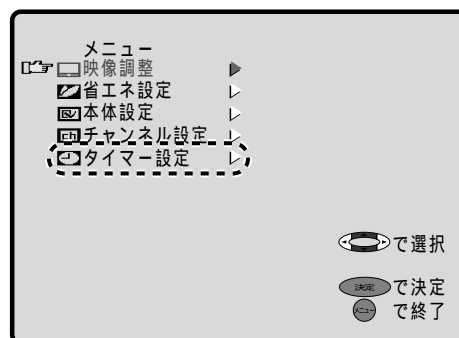 メニュー
映像調整
省エネ設定
本体設定
ch チャンネル設定
タイマー設定
で選択
決定 で決定
メニュー で終了